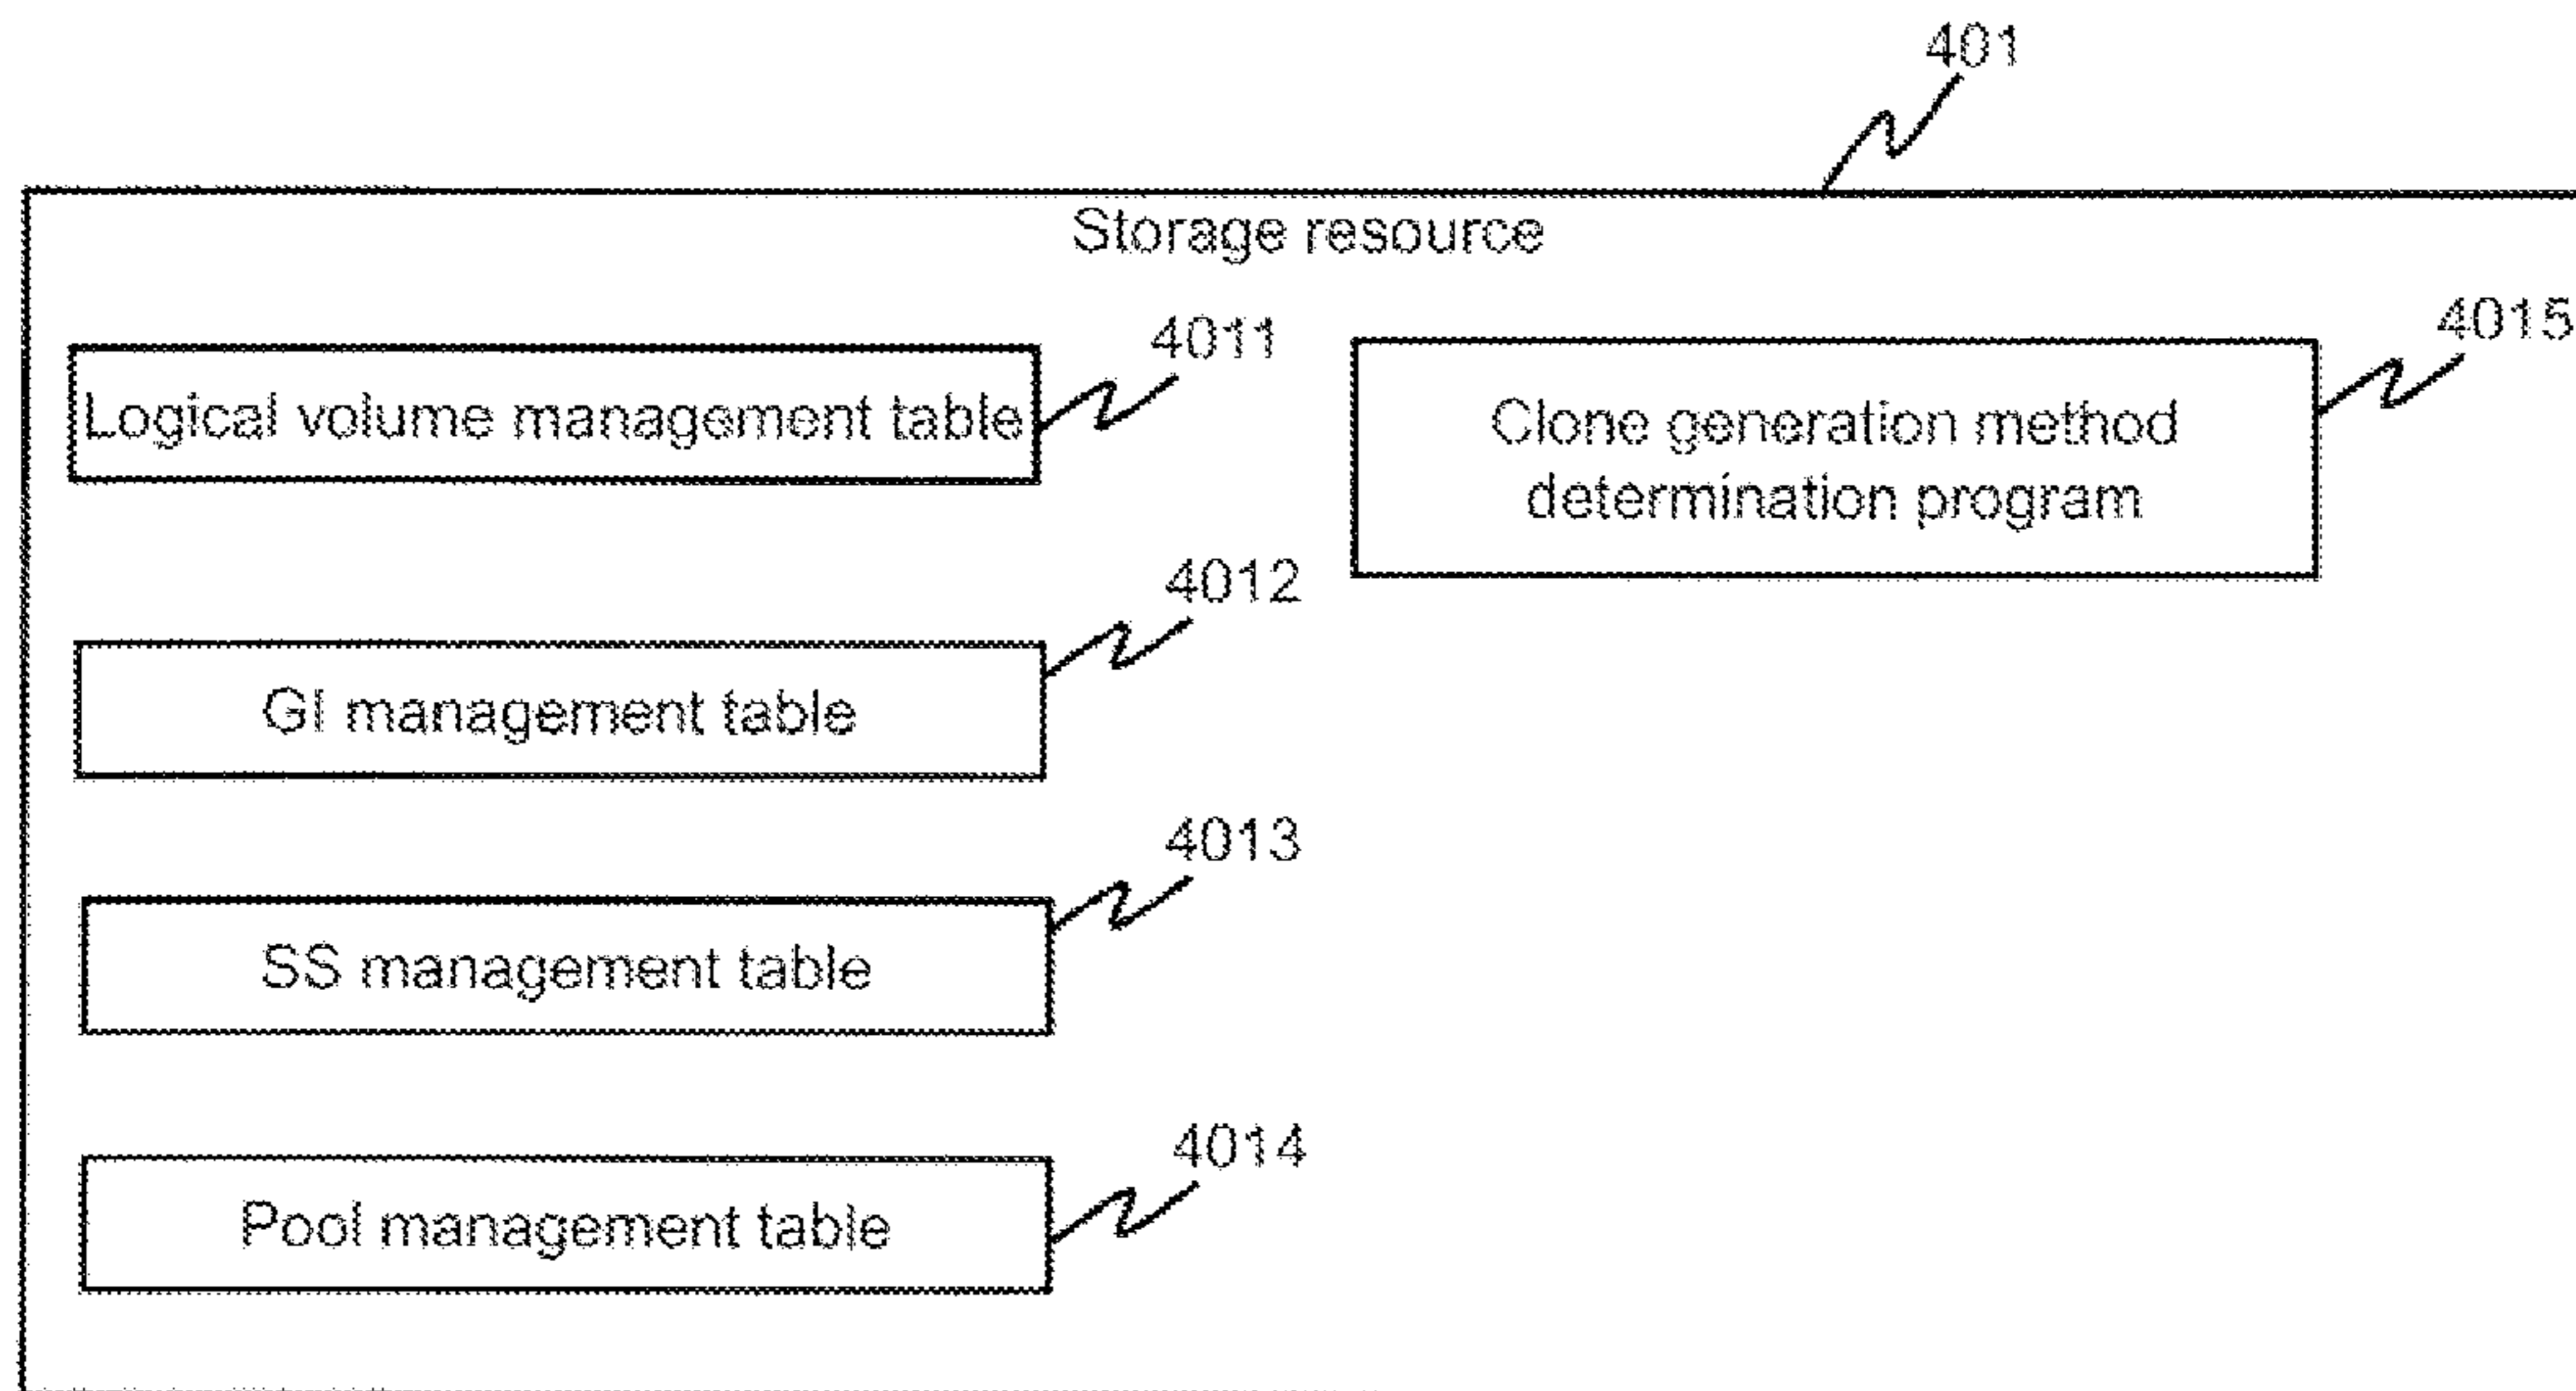 401
Storage resource
4011
Logical volume management table
4015
Clone generation method
determination program
4012
GI management table
4013
SS management table
4014
Pool management table